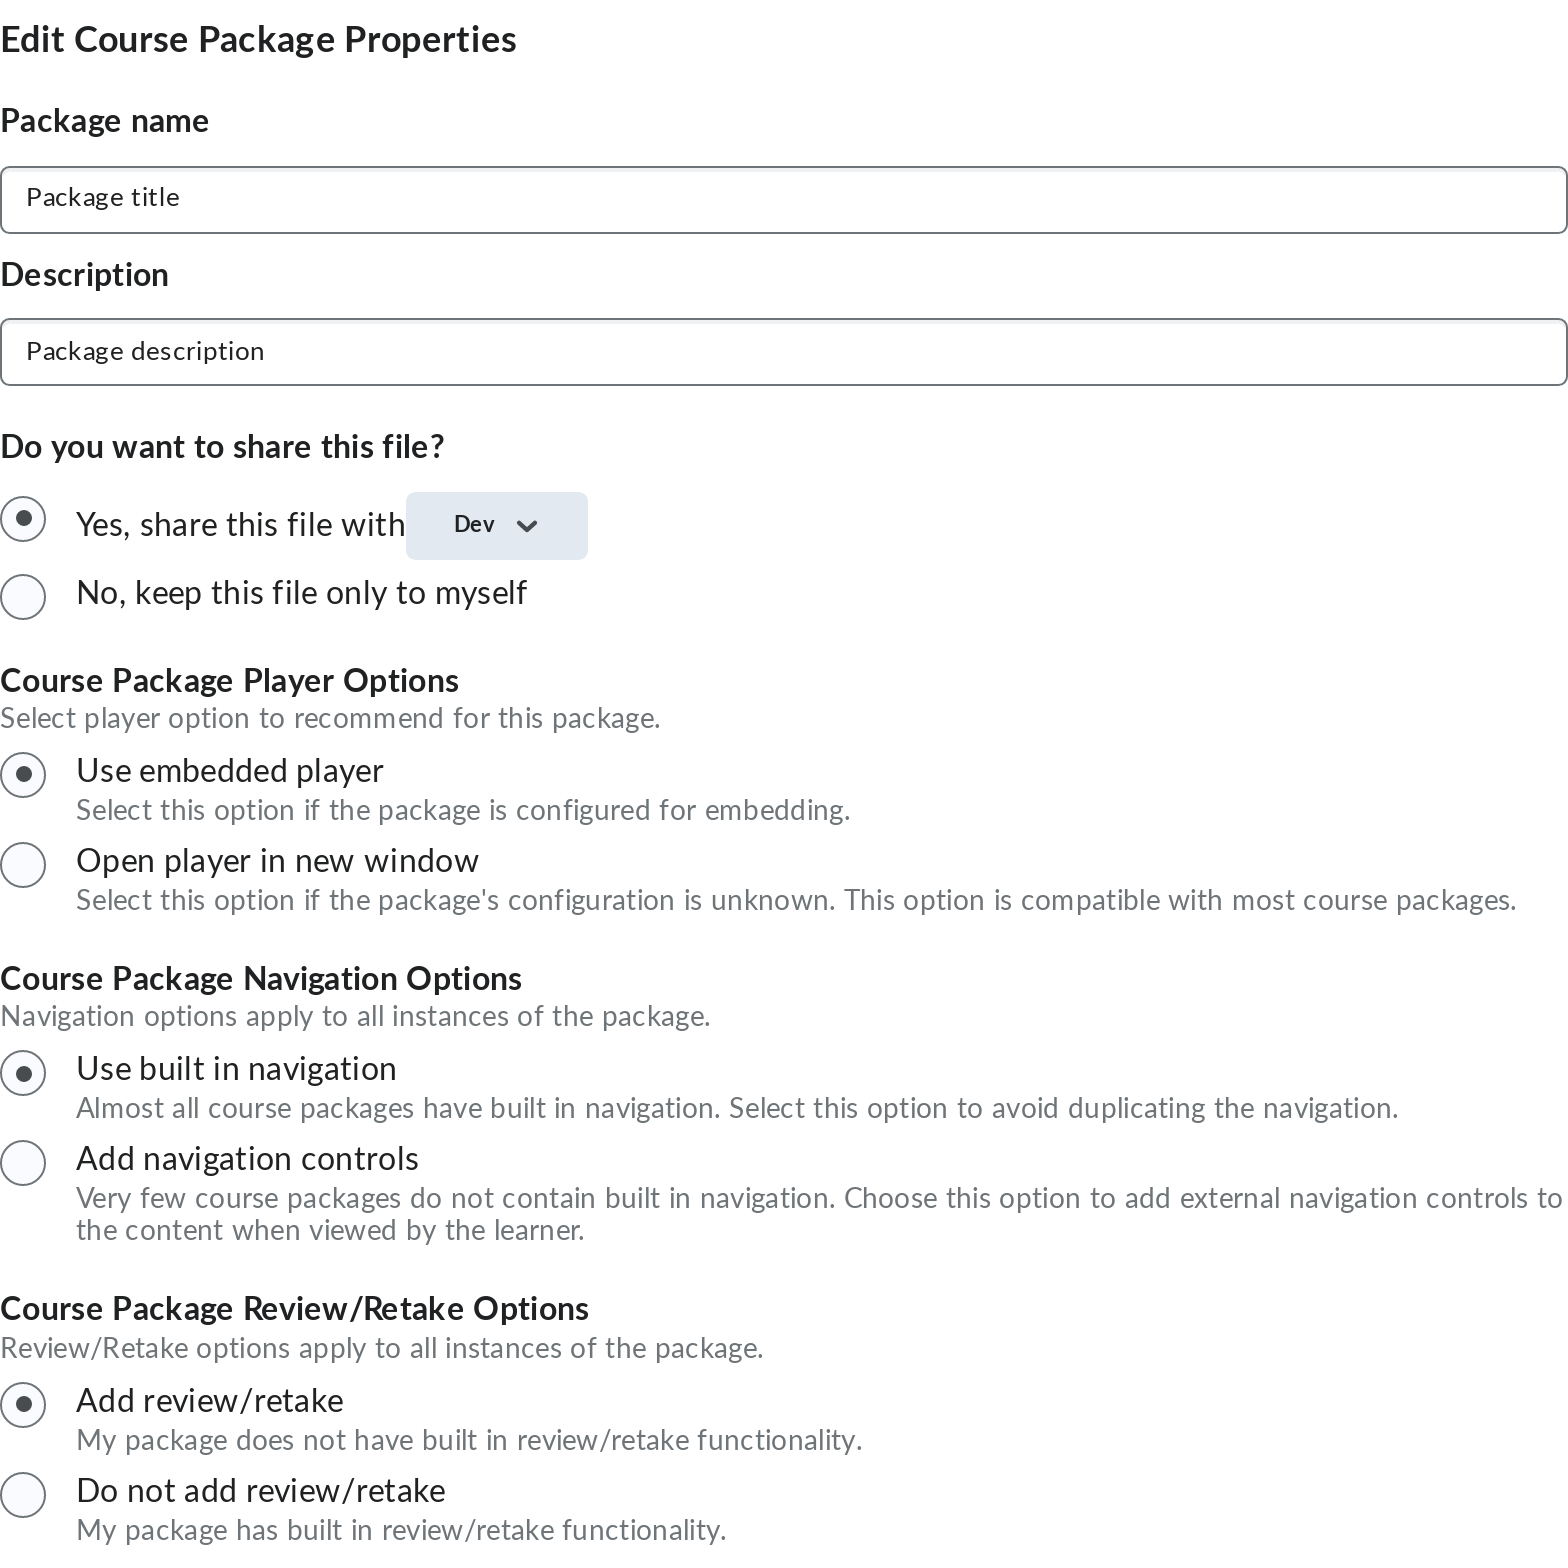 Edit Course Package Properties
Package name
Package title
Description
Package description
Do you want to share this file?
Yes, share this file with Dev
No, keep this file only to myself
Course Package Player Options
Select player option to recommend for this package.
Use embedded player
Select this option if the package is configured for embedding.
Open player in new window
Select this option if the package's configuration is unknown. This option is compatible with most course packages.
Course Package Navigation Options
Navigation options apply to all instances of the package.
Use built in navigation
Almost all course packages have built in navigation. Select this option to avoid duplicating the navigation.
Add navigation controls
Very few course packages do not contain built in navigation. Choose this option to add external navigation controls to
the content when viewed by the learner.
Course Package Review/Retake Options
Review/Retake options apply to all instances of the package.
Add review/retake
My package does not have built in review/retake functionality.
Do not add review/retake
My package has built in review/retake functionality.